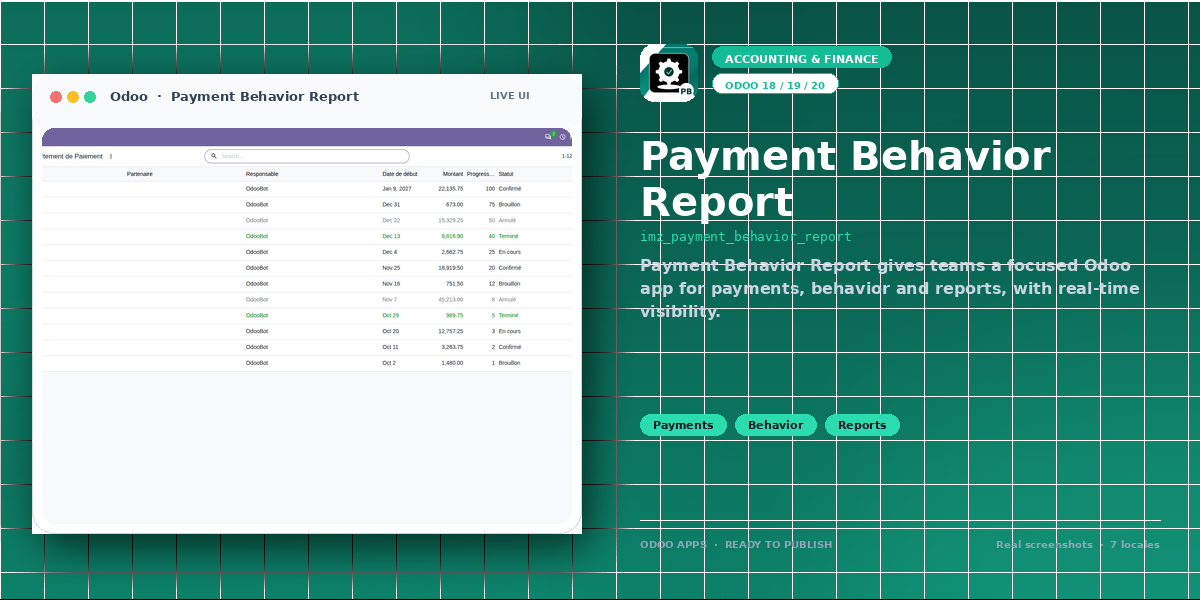 Odoo · Payment Behavior Report
LIVE UI
tement de Paiement
Search...
1-12
Partenaire Responsable Date de début Montant Progress... Statut
OdooBot Jan 9, 2027 22,135.75 100 Confirmé
OdooBot Dec 31 673.00 75 Brouillon
OdooBot Dec 22 15,329.25 50 Annulé
OdooBot Dec 13 8,816.90 40 Terminé
OdooBot Dec 4 2,662.75 25 En cours
OdooBot Nov 25 18,919.50 20 Confirmé
OdooBot Nov 16 751.50 12 Brouillon
OdooBot Nov 7 45,213.00 8 Annulé
OdooBot Oct 29 989.75 5 Terminé
OdooBot Oct 20 12,757.25 3 En cours
OdooBot Oct 11 3,263.75 2 Confirmé
OdooBot Oct 2 1,480.00 1 Brouillon
PB
ACCOUNTING & FINANCE
ODOO 18 / 19 / 20
Payment Behavior
Report
imz_payment_behavior_report
Payment Behavior Report gives teams a focused Odoo
app for payments, behavior and reports, with real-time
visibility.
Payments Behavior Reports
ODOO APPS · READY TO PUBLISH
Real screenshots · 7 locales